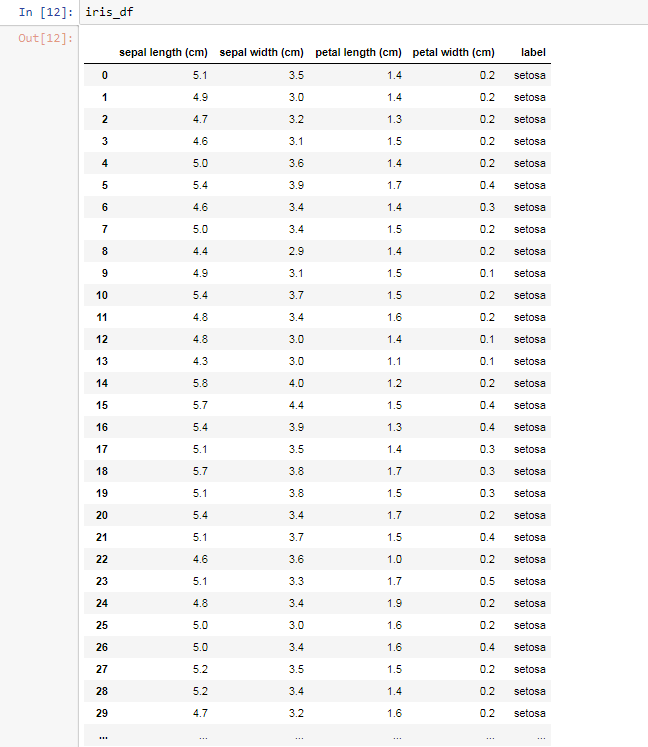 In [12]: iris_df
Out[12]:
sepal length (cm) sepal width (cm) petal length (cm) petal width (cm) label
0 5.1 3.5 1.4 0.2 setosa
1 4.9 3.0 1.4 0.2 setosa
2 4.7 3.2 1.3 0.2 setosa
3 4.6 3.1 1.5 0.2 setosa
4 5.0 3.6 1.4 0.2 setosa
5 5.4 3.9 1.7 0.4 setosa
6 4.6 3.4 1.4 0.3 setosa
7 5.0 3.4 1.5 0.2 setosa
8 4.4 2.9 1.4 0.2 setosa
9 4.9 3.1 1.5 0.1 setosa
10 5.4 3.7 1.5 0.2 setosa
11 4.8 3.4 1.6 0.2 setosa
12 4.8 3.0 1.4 0.1 setosa
13 4.3 3.0 1.1 0.1 setosa
14 5.8 4.0 1.2 0.2 setosa
15 5.7 4.4 1.5 0.4 setosa
16 5.4 3.9 1.3 0.4 setosa
17 5.1 3.5 1.4 0.3 setosa
18 5.7 3.8 1.7 0.3 setosa
19 5.1 3.8 1.5 0.3 setosa
20 5.4 3.4 1.7 0.2 setosa
21 5.1 3.7 1.5 0.4 setosa
22 4.6 3.6 1.0 0.2 setosa
23 5.1 3.3 1.7 0.5 setosa
24 4.8 3.4 1.9 0.2 setosa
25 5.0 3.0 1.6 0.2 setosa
26 5.0 3.4 1.6 0.4 setosa
27 5.2 3.5 1.5 0.2 setosa
28 5.2 3.4 1.4 0.2 setosa
29 4.7 3.2 1.6 0.2 setosa
... ... ... ... ... ...